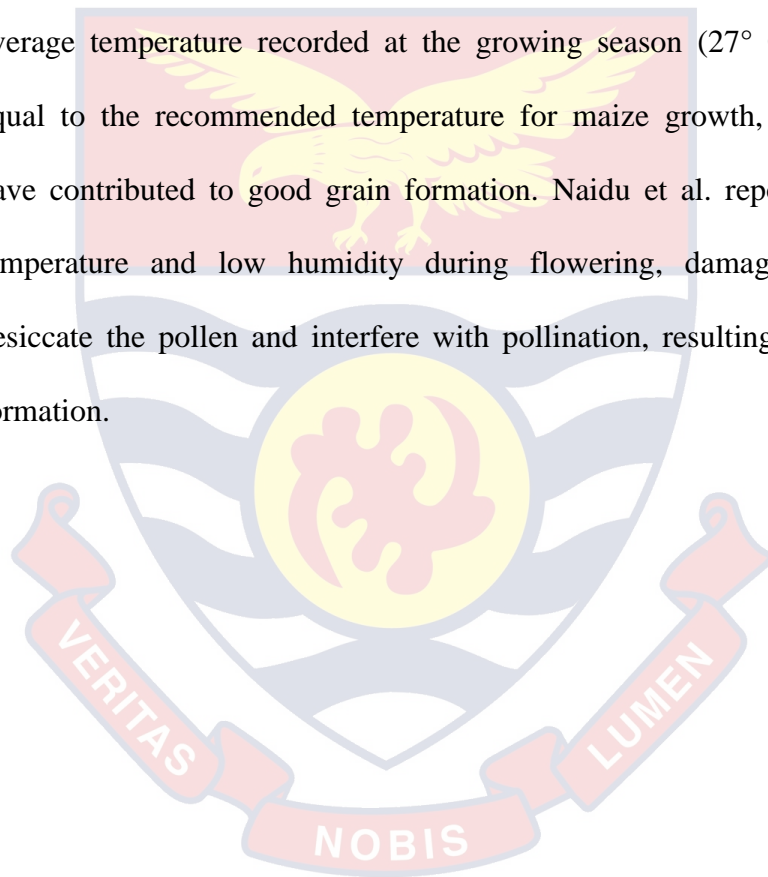 verage temperature recorded at the growing season (27°
qual to the recommended temperature for maize growth,
ave contributed to good grain formation. Naidu et al. repo
mperature and low humidity during flowering, damag
esiccate the pollen and interfere with pollination, resulting
ormation.
VERITAS
NOBIS
LUMEN